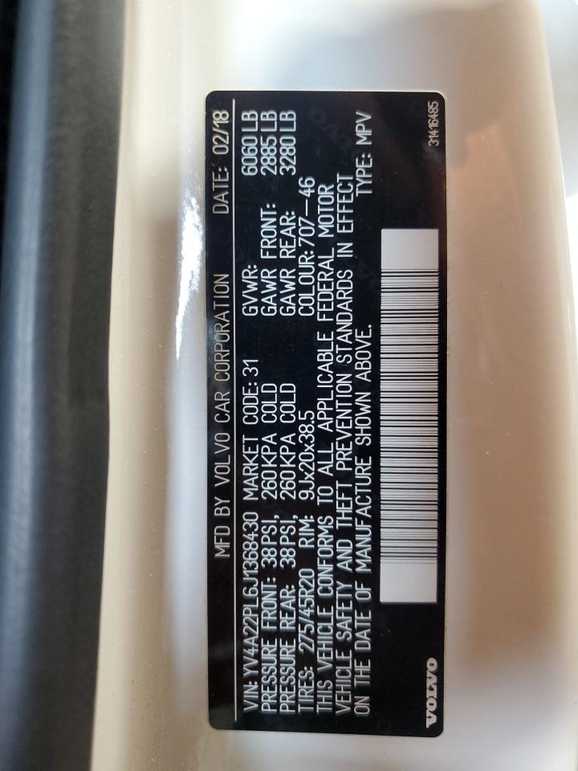 MFD BY VOLVO CAR CORPORATION DATE: 02/18
VIN: YV4A22PL6J1368430 MARKET CODE: 31 GVWR: 6060 LB
PRESSURE FRONT: 38 PSI, 260 KPA COLD GAWR FRONT: 2885 LB
PRESSURE REAR: 38 PSI, 260 KPA COLD GAWR REAR: 3280 LB
TIRES: 275/45R20 RIM: 9Jx20x38.5 COLOUR: 707-46
THIS VEHICLE CONFORMS TO ALL APPLICABLE FEDERAL MOTOR
VEHICLE SAFETY AND THEFT PREVENTION STANDARDS IN EFFECT
ON THE DATE OF MANUFACTURE SHOWN ABOVE. TYPE: MPV
VOLVO 31416485